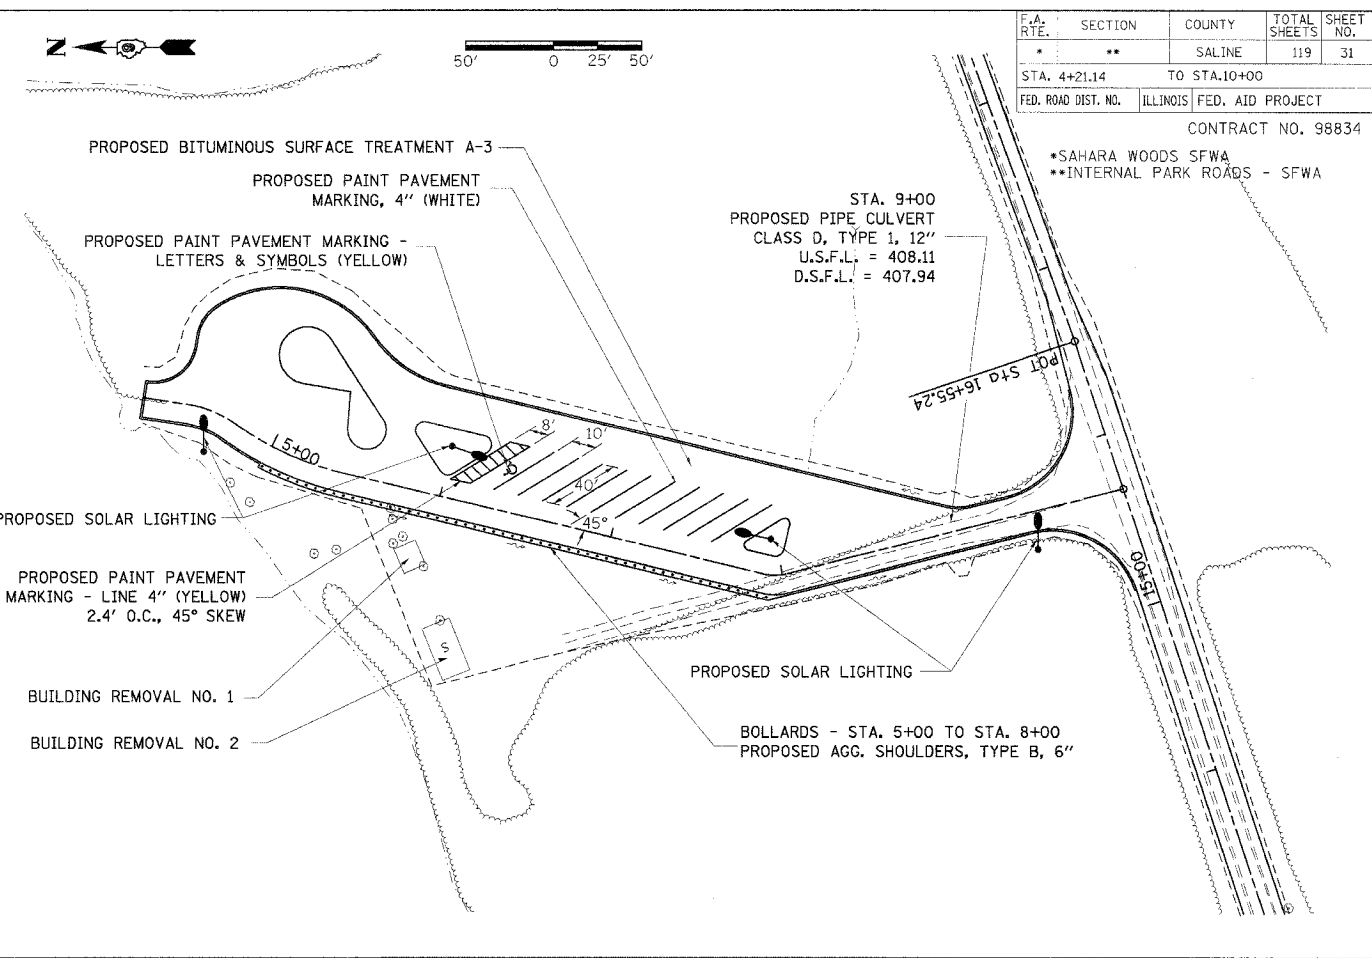 N
50' 0 25' 50'
F.A. RTE. SECTION COUNTY TOTAL SHEETS SHEET NO.
* ** SALINE 119 31
STA. 4+21.14 TO STA.10+00
FED. ROAD DIST. NO. ILLINOIS FED. AID PROJECT
CONTRACT NO. 98834
*SAHARA WOODS SFWA
**INTERNAL PARK ROADS - SFWA
PROPOSED BITUMINOUS SURFACE TREATMENT A-3
PROPOSED PAINT PAVEMENT
MARKING, 4" (WHITE)
PROPOSED PAINT PAVEMENT MARKING -
LETTERS & SYMBOLS (YELLOW)
STA. 9+00
PROPOSED PIPE CULVERT
CLASS D, TYPE 1, 12"
U.S.F.L. = 408.11
D.S.F.L. = 407.94
POT Sta 16+55.24
5+00
8'
10'
40'
45°
15+00
PROPOSED SOLAR LIGHTING
PROPOSED PAINT PAVEMENT
MARKING - LINE 4" (YELLOW)
2.4' O.C., 45° SKEW
S
BUILDING REMOVAL NO. 1
BUILDING REMOVAL NO. 2
PROPOSED SOLAR LIGHTING
BOLLARDS - STA. 5+00 TO STA. 8+00
PROPOSED AGG. SHOULDERS, TYPE B, 6"